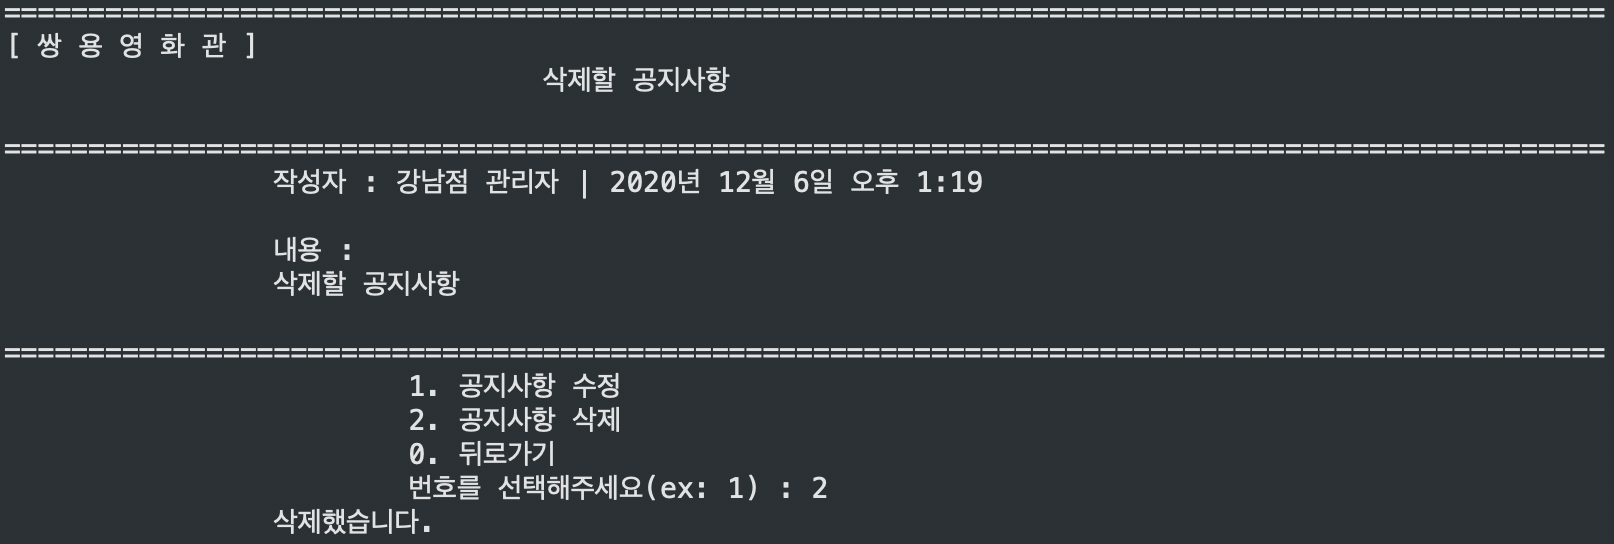 ================================================================================================
[ 쌍 용 영 화 관 ]
삭제할 공지사항
================================================================================================
작성자 : 강남점 관리자 | 2020년 12월 6일 오후 1:19
내용 :
삭제할 공지사항
================================================================================================
1. 공지사항 수정
2. 공지사항 삭제
0. 뒤로가기
번호를 선택해주세요(ex: 1) : 2
삭제했습니다.